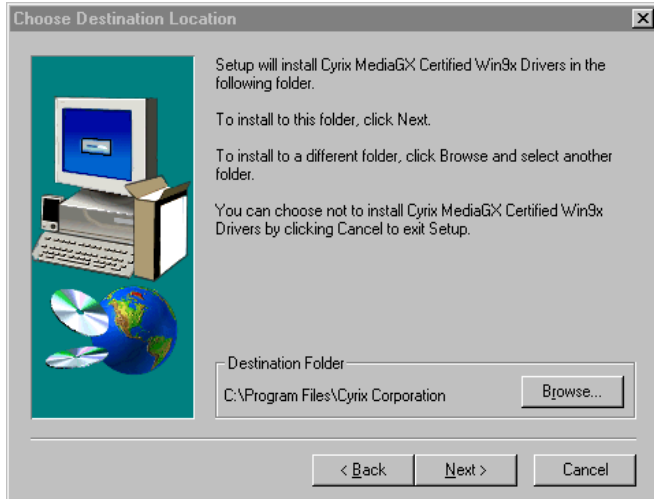 Choose Destination Location
Setup will install Cyrix MediaGX Certified Win9x Drivers in the
following folder.
To install to this folder, click Next.
To install to a different folder, click Browse and select another
folder.
You can choose not to install Cyrix MediaGX Certified Win9x
Drivers by clicking Cancel to exit Setup.
Destination Folder
C:\Program Files\Cyrix Corporation
Browse...
< Back
Next >
Cancel